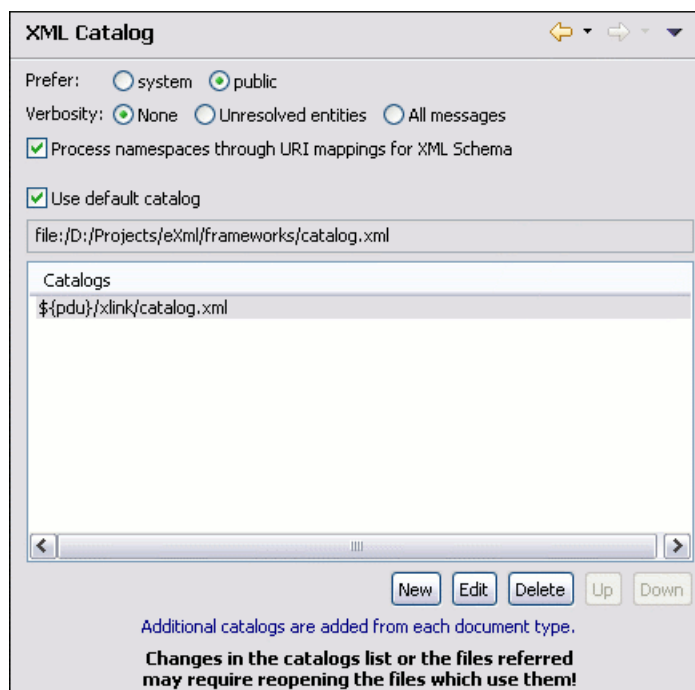 XML Catalog
Prefer: system public
Verbosity: None Unresolved entities All messages
Process namespaces through URI mappings for XML Schema
Use default catalog
file:/D:/Projects/eXml/frameworks/catalog.xml
Catalogs
${pdu}/xlink/catalog.xml
New Edit Delete Up Down
Additional catalogs are added from each document type.
Changes in the catalogs list or the files referred
may require reopening the files which use them!